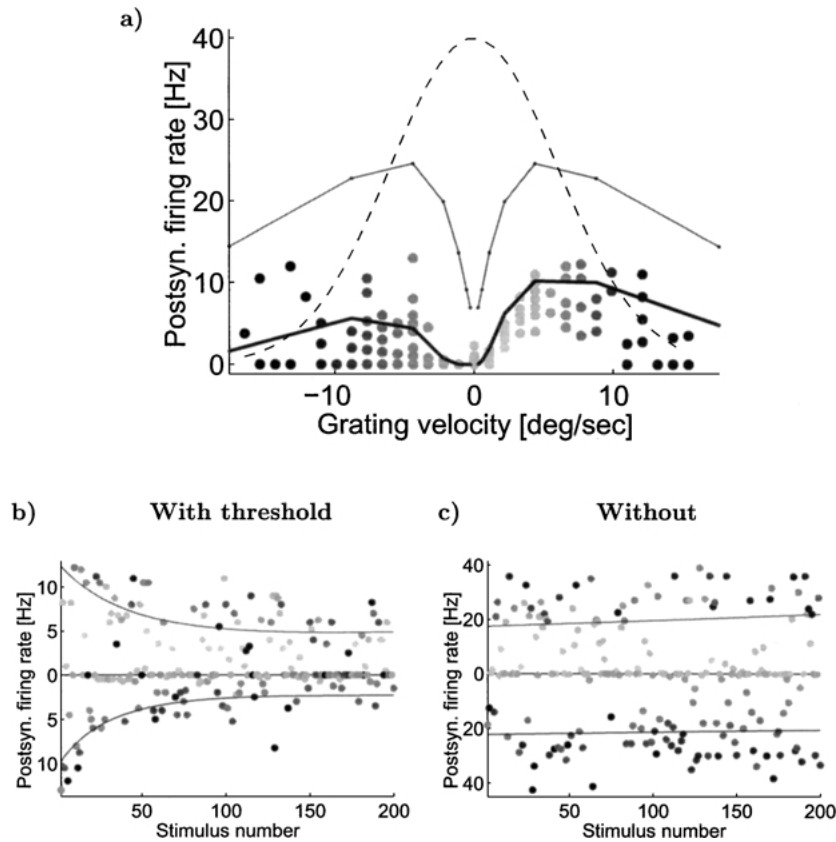 a)
Postsyn. firing rate [Hz]
40
30
20
10
0
−10
0
10
Grating velocity [deg/sec]
b)
With threshold
Postsyn. firing rate [Hz]
10
5
0
5
10
50
100
150
200
Stimulus number
c)
Without
Postsyn. firing rate [Hz]
40
20
0
20
40
50
100
150
200
Stimulus number